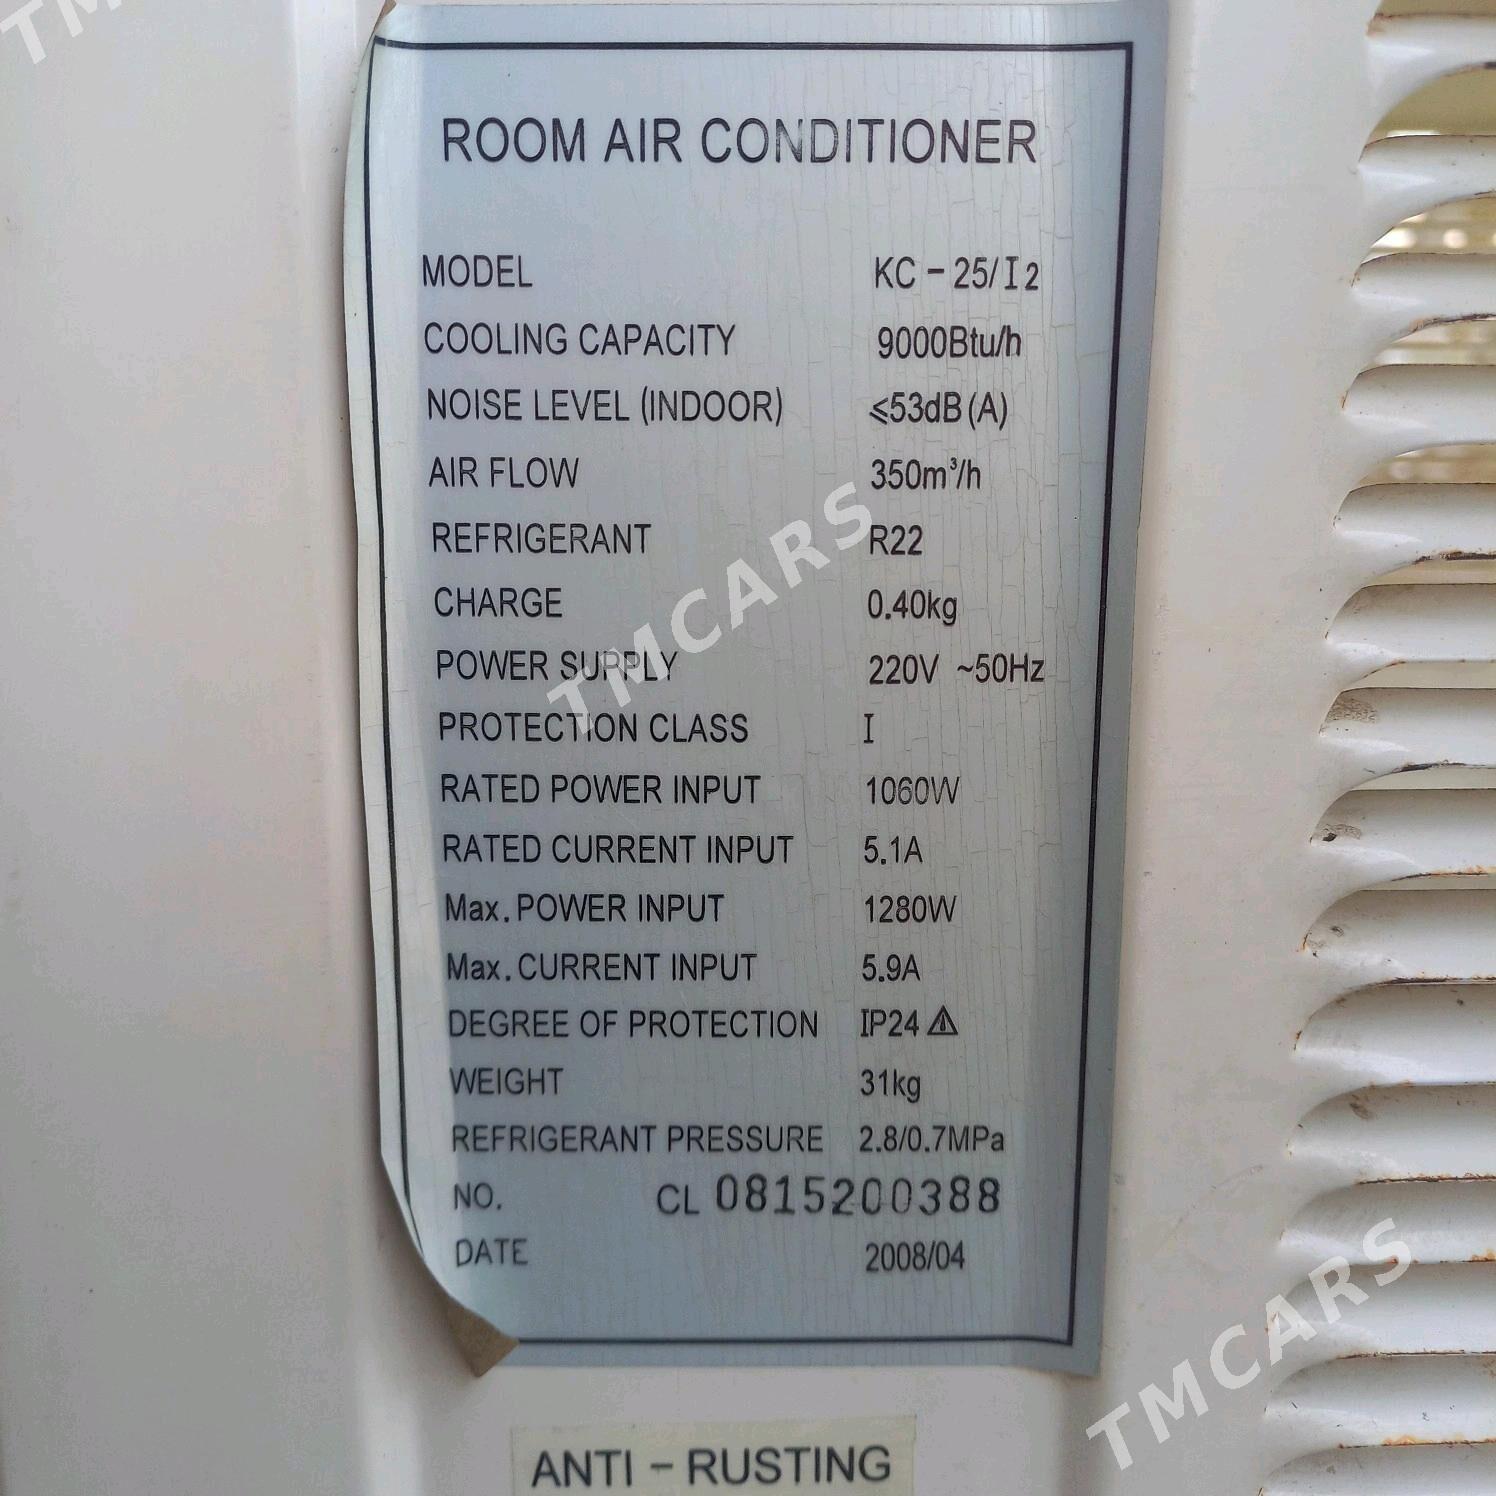 ROOM AIR CONDITIONER
MODEL KC - 25/I2
COOLING CAPACITY 9000Btu/h
NOISE LEVEL (INDOOR) ≤53dB(A)
AIR FLOW 350m³/h
REFRIGERANT R22
CHARGE 0.40kg
POWER SUPPLY 220V ~50Hz
PROTECTION CLASS I
RATED POWER INPUT 1060W
RATED CURRENT INPUT 5.1A
Max. POWER INPUT 1280W
Max. CURRENT INPUT 5.9A
DEGREE OF PROTECTION IP24
WEIGHT 31kg
REFRIGERANT PRESSURE 2.8/0.7MPa
NO. CL 0815200388
DATE 2008/04
ANTI - RUSTING
TMCARS
TMCARS